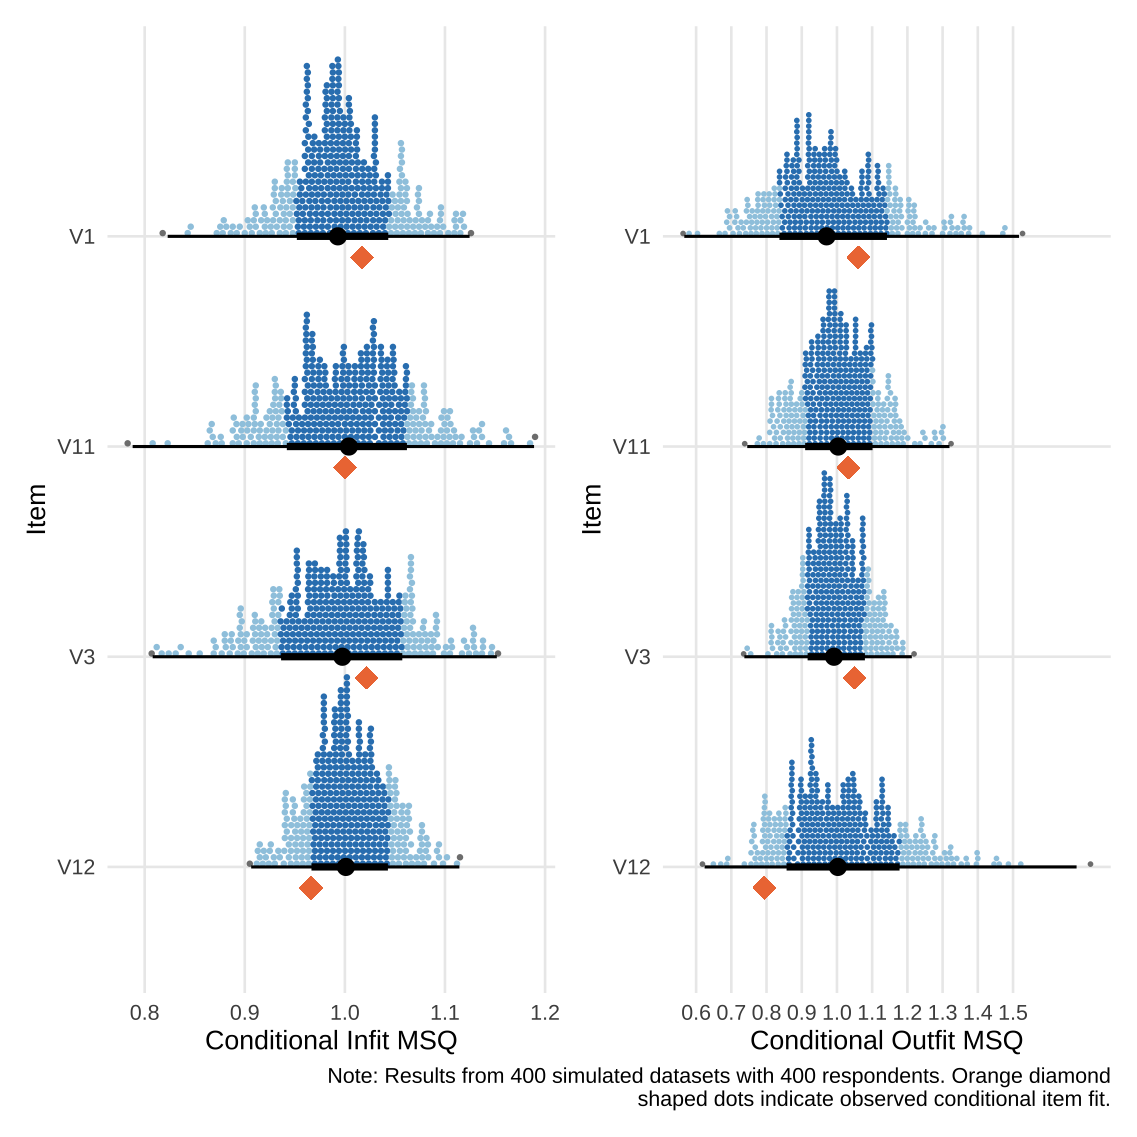 V1
V11
V3
V12
Item
0.8 0.9 1.0 1.1 1.2
Conditional Infit MSQ
V1
V11
V3
V12
Item
0.6 0.7 0.8 0.9 1.0 1.1 1.2 1.3 1.4 1.5
Conditional Outfit MSQ
Note: Results from 400 simulated datasets with 400 respondents. Orange diamond
shaped dots indicate observed conditional item fit.